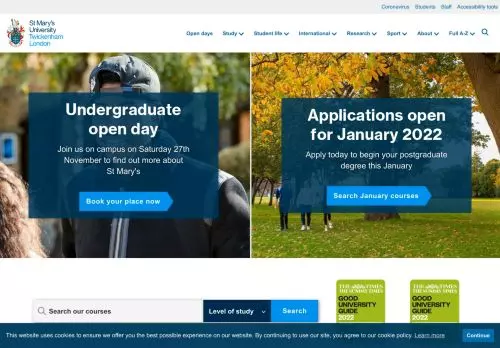 Coronavirus Students Staff Accessibility tools
St Mary's
University
Twickenham
London
Open days Study Student life International Research Sport About Full A-Z
Undergraduate
open day
Join us on campus on Saturday 27th
November to find out more about
St Mary's
Book your place now
Applications open
for January 2022
Apply today to begin your postgraduate
degree this January
Search January courses
Search our courses
Level of study
Search
THE TIMES
THE SUNDAY TIMES
GOOD
UNIVERSITY
GUIDE
2022
THE TIMES
THE SUNDAY TIMES
GOOD
UNIVERSITY
GUIDE
2022
This website uses cookies to ensure we offer you the best possible experience on our website. By continuing to use our site, you agree to our cookie policy. Learn more
Continue